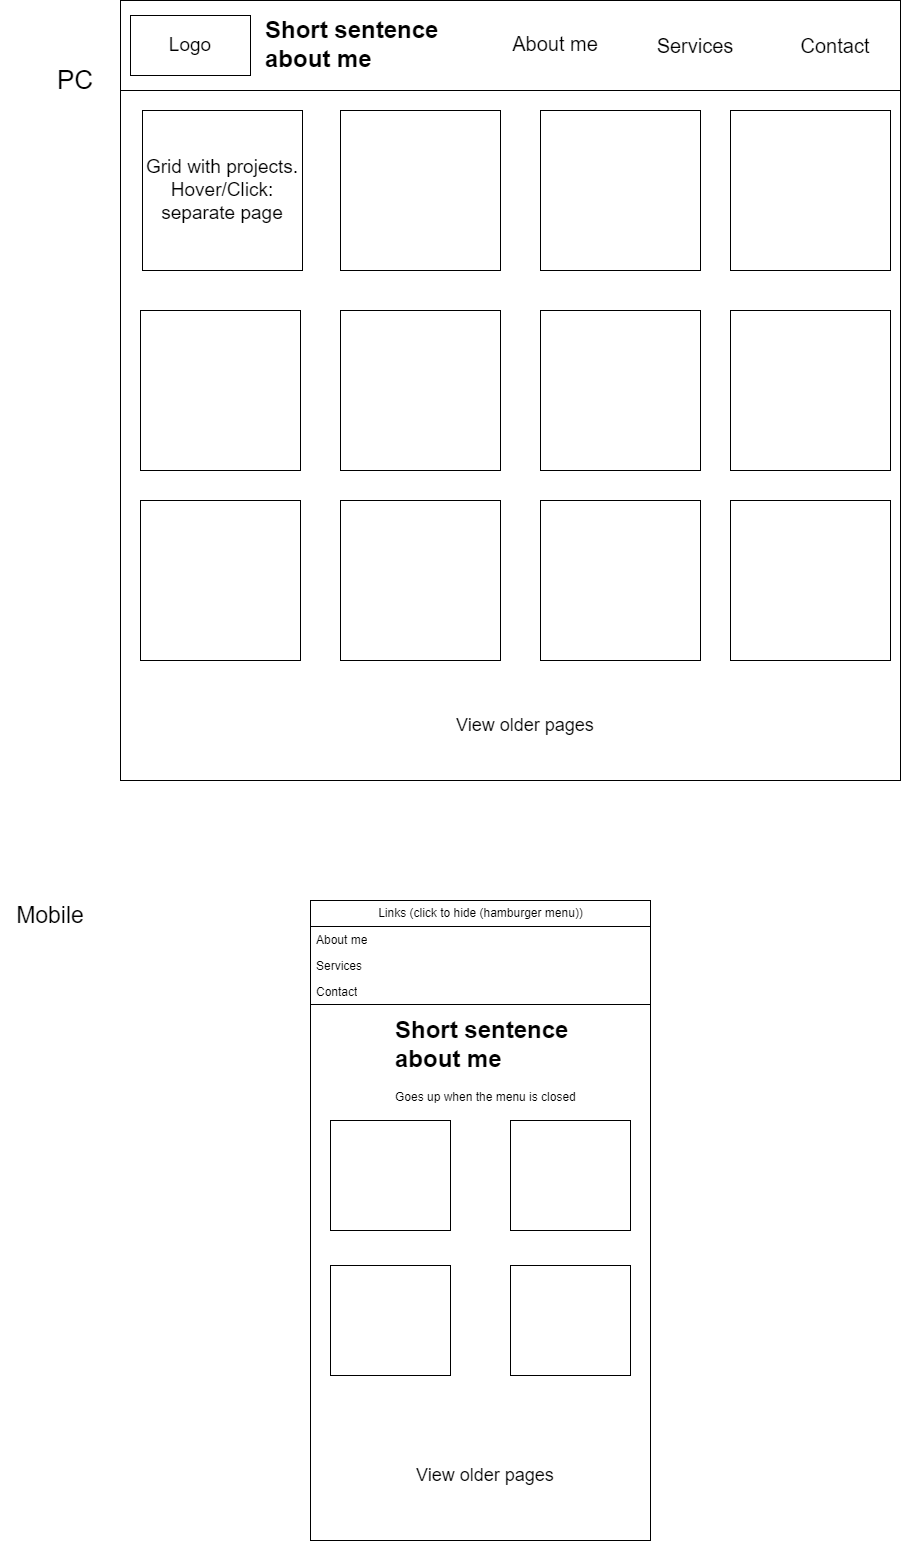 PC
Logo
Short sentence
about me
About me
Services
Contact
Grid with projects.
Hover/Click:
separate page
View older pages
Mobile
Links (click to hide (hamburger menu))
About me
Services
Contact
Short sentence
about me
Goes up when the menu is closed
View older pages